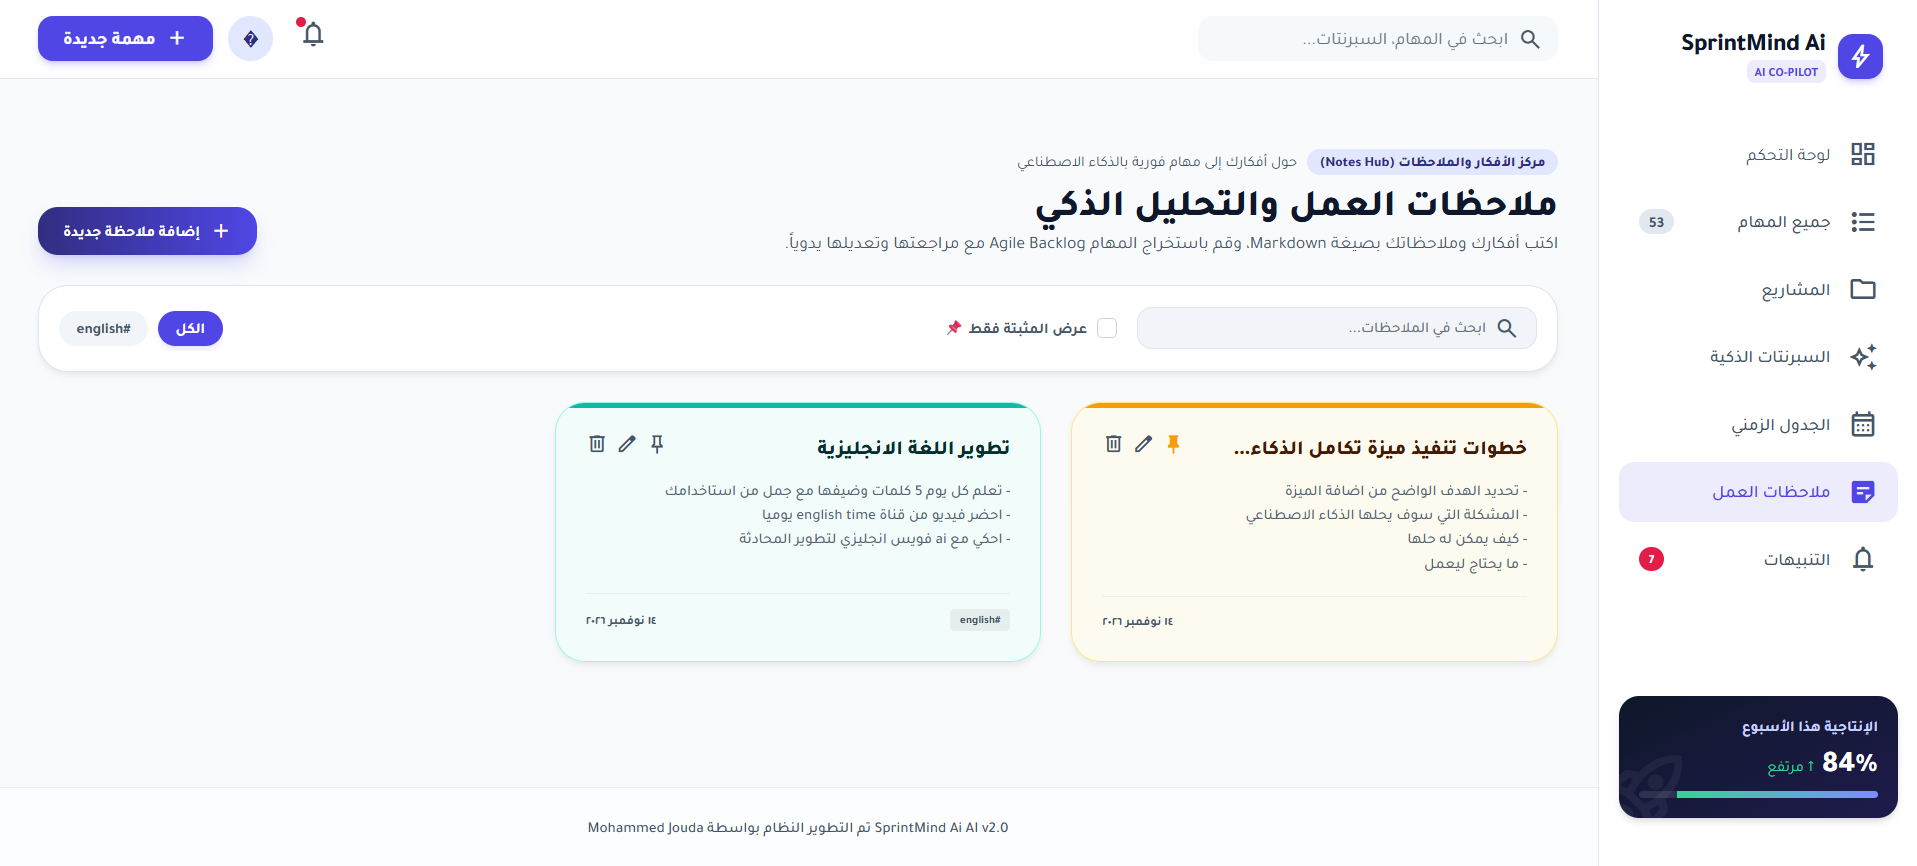 SprintMind Ai
AI CO-PILOT
لوحة التحكم
جميع المهام
53
المشاريع
السبرنتات الذكية
الجدول الزمني
ملاحظات العمل
التنبيهات
7
الإنتاجية هذا الأسبوع
84%
↑ مرتفع
ابحث في المهام، السبرنتات...
مهمة جديدة
مركز الأفكار والملاحظات (Notes Hub)
حول أفكارك إلى مهام فورية بالذكاء الاصطناعي
ملاحظات العمل والتحليل الذكي
اكتب أفكارك وملاحظاتك بصيغة Markdown، وقم باستخراج المهام Agile Backlog مع مراجعتها وتعديلها يدوياً.
إضافة ملاحظة جديدة
ابحث في الملاحظات...
عرض المثبتة فقط 📌
الكل
#english
خطوات تنفيذ ميزة تكامل الذكاء...
- تحديد الهدف الواضح من اضافة الميزة
- المشكلة التي سوف يحلها الذكاء الاصطناعي
- كيف يمكن له حلها
- ما يحتاج ليعمل
١٤ نوفمبر ٢٠٢٦
تطوير اللغة الانجليزية
- تعلم كل يوم 5 كلمات وضيفها مع جمل من استاخدامك
- احضر فيديو من قناة english time يوميا
- احكي مع ai فويس انجليزي لتطوير المحادثة
#english
١٤ نوفمبر ٢٠٢٦
SprintMind Ai AI v2.0 تم التطوير النظام بواسطة Mohammed Jouda